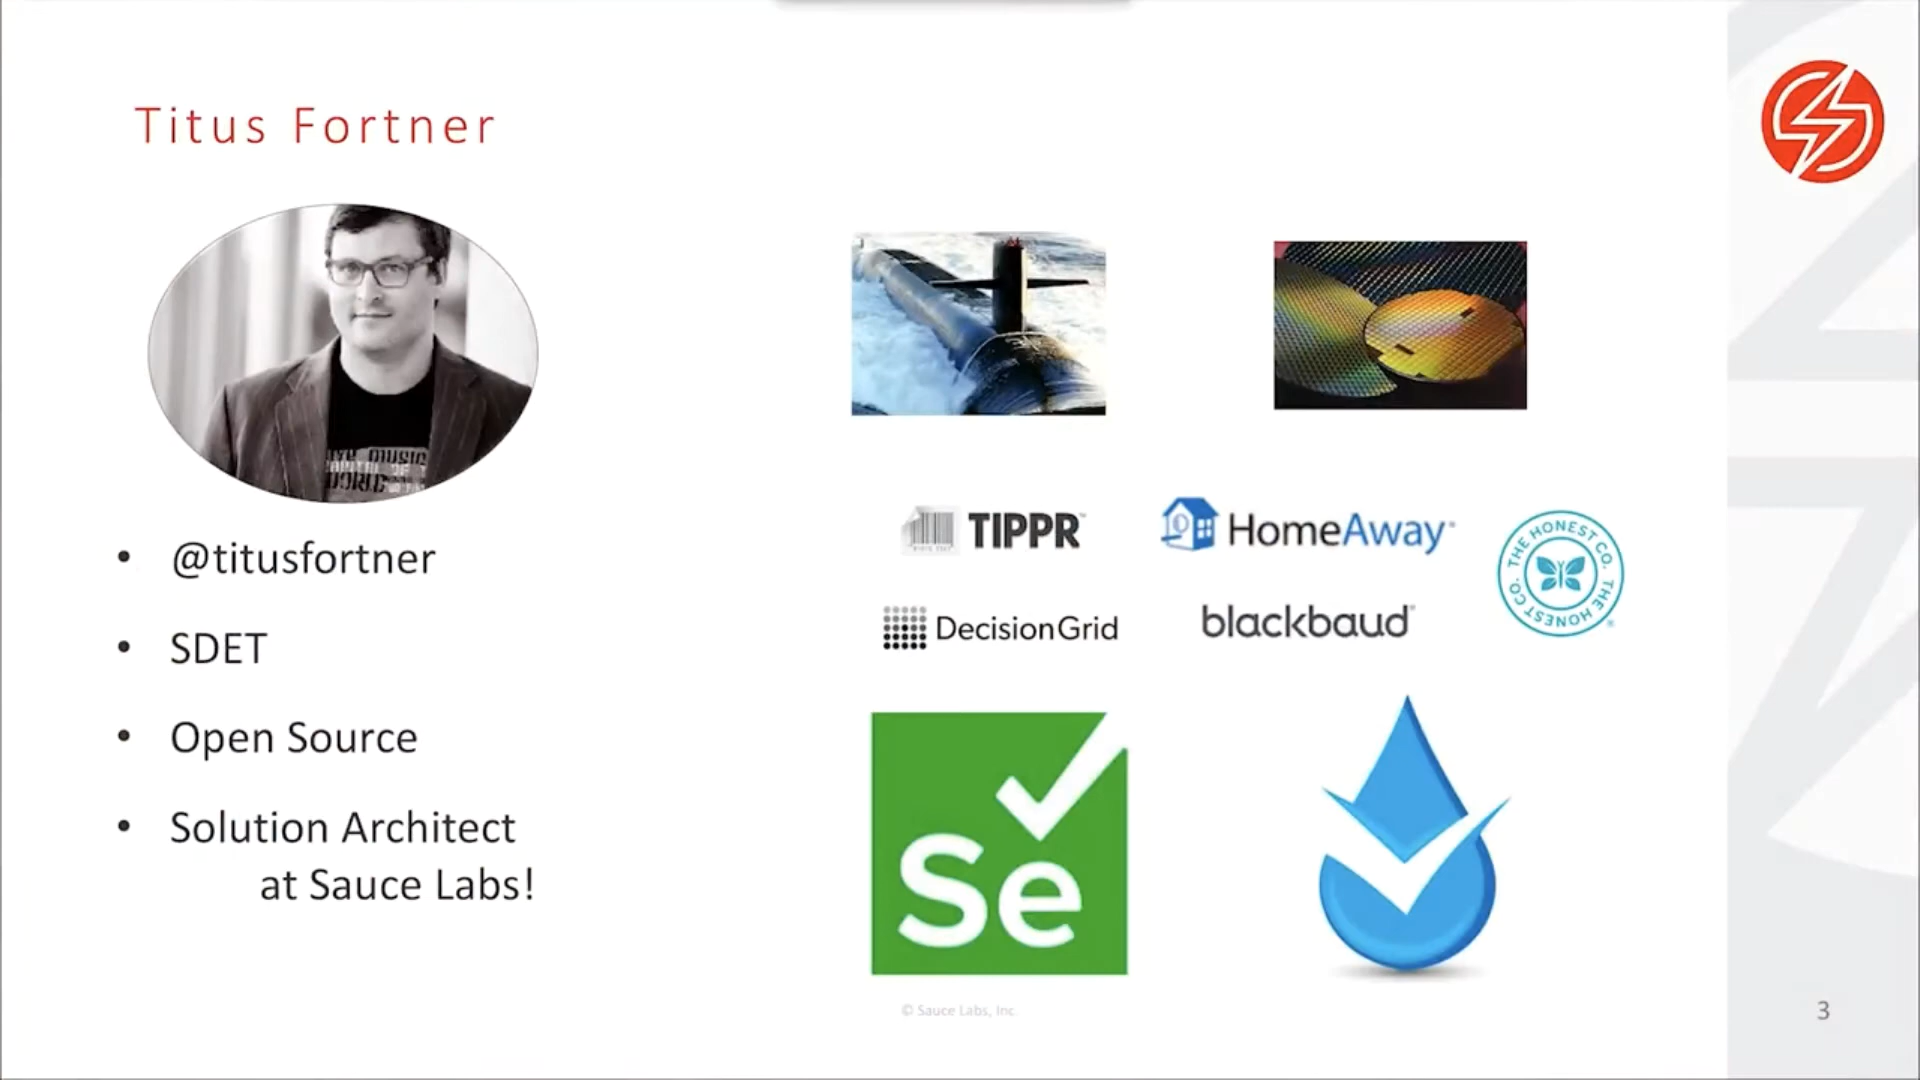 Titus Fortner
• @titusfortner
• SDET
• Open Source
• Solution Architect
at Sauce Labs!
TIPPR™
HomeAway
THE HONEST CO. THE HONEST CO.
DecisionGrid
blackbaud®
Se
© Sauce Labs, Inc.
3